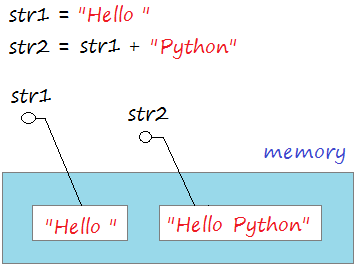 str1 = "Hello "
str2 = str1 + "Python"
str1
str2
memory
"Hello "
"Hello Python"